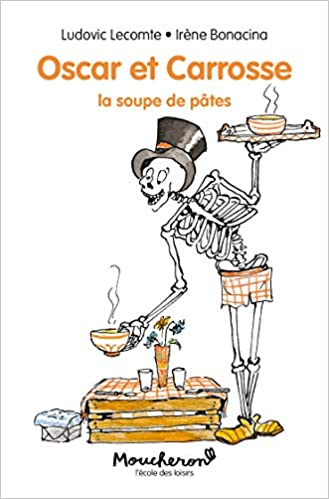 Ludovic Lecomte • Irène Bonacina
Oscar et Carrosse
la soupe de pâtes
Moucheron
l'école des loisirs